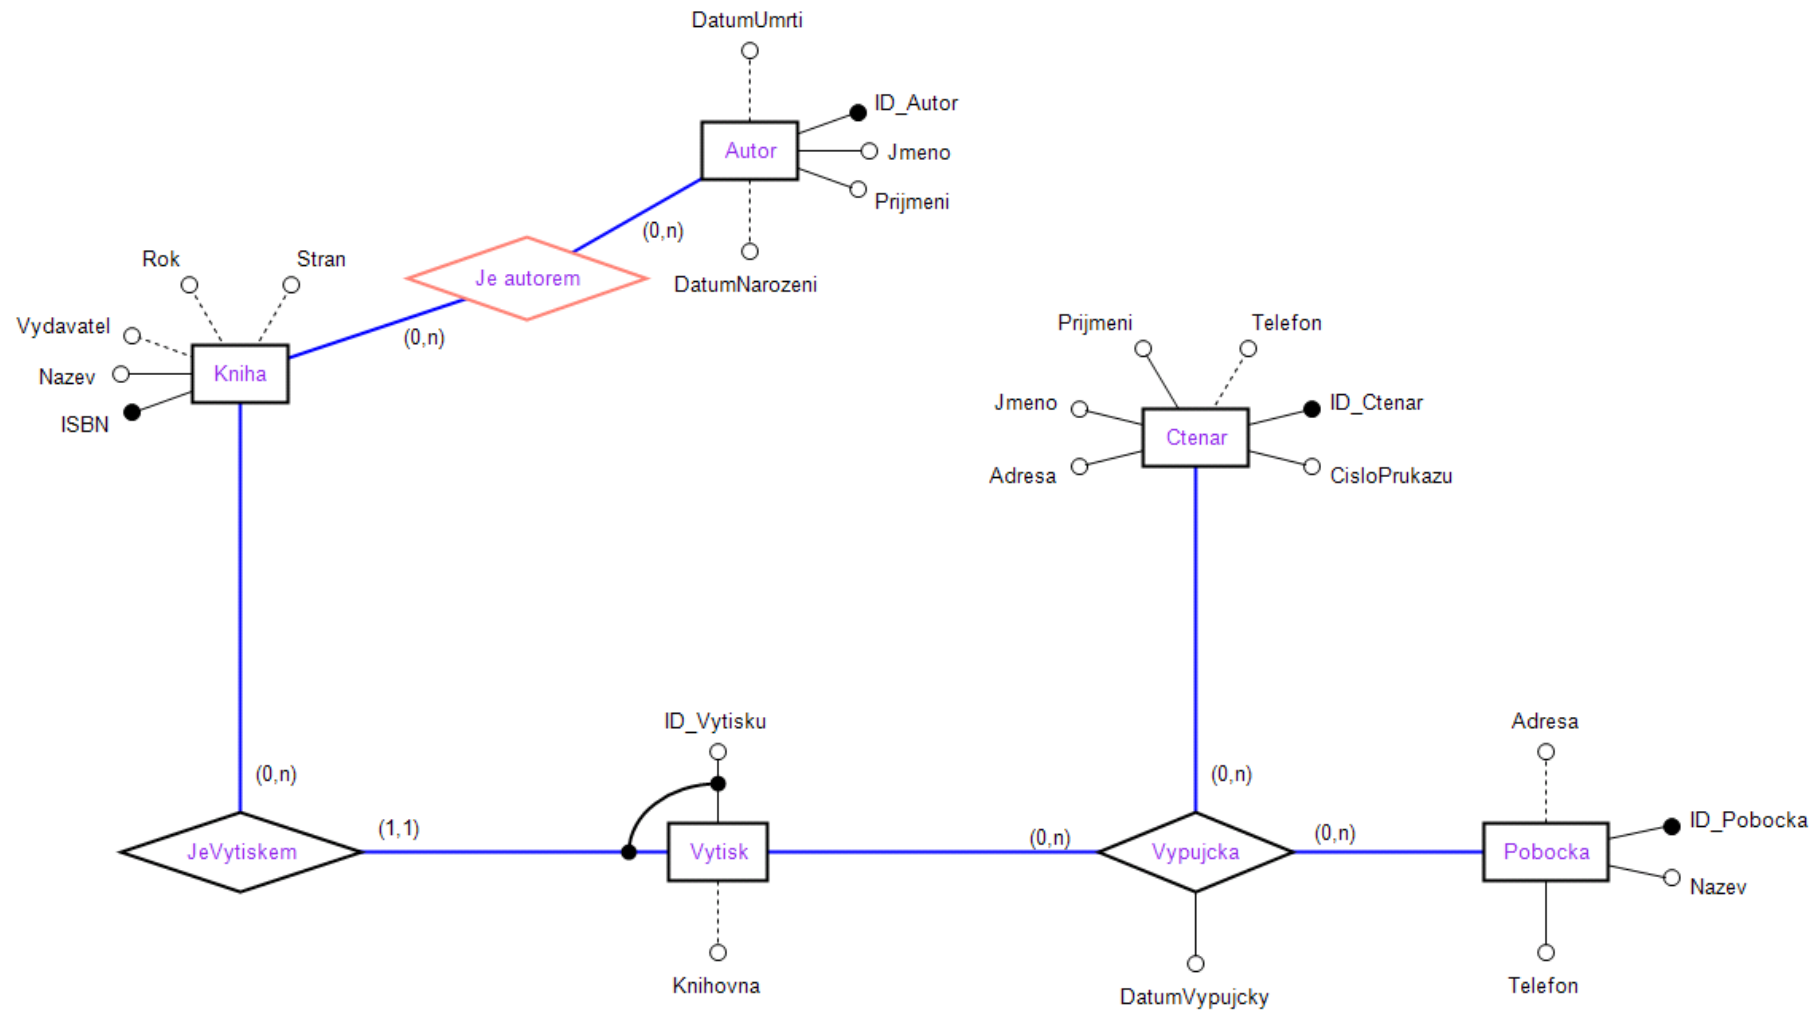 DatumUmrti
ID_Autor
Autor
Jmeno
Prijmeni
(0,n)
Rok
Stran
Je autorem
DatumNarozeni
Vydavatel
(0,n)
Prijmeni
Telefon
Nazev
Kniha
Jmeno
ID_Ctenar
ISBN
Ctenar
Adresa
CisloPrukazu
ID_Vytisku
Adresa
(0,n)
(0,n)
(1,1)
(0,n)
(0,n)
ID_Pobocka
JeVytiskem
Vytisk
Vypujcka
Pobocka
Nazev
Knihovna
DatumVypujcky
Telefon